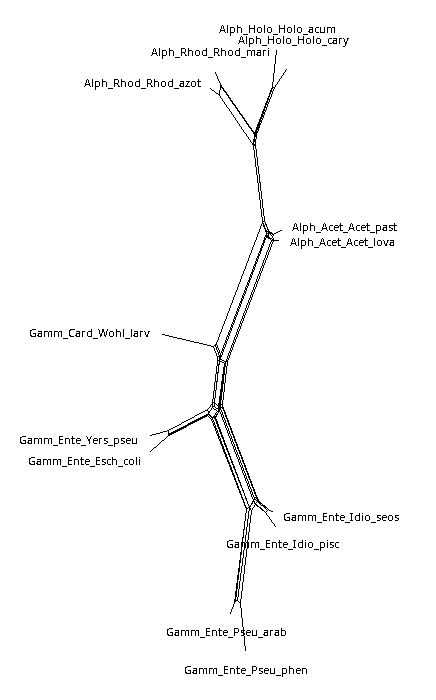 Alph_Holo_Holo_acum
Alph_Holo_Holo_cary
Alph_Rhod_Rhod_mari
Alph_Rhod_Rhod_azot
Alph_Acet_Acet_past
Alph_Acet_Acet_lova
Gamm_Card_Wohl_larv
Gamm_Ente_Yers_pseu
Gamm_Ente_Esch_coli
Gamm_Ente_Idio_seos
Gamm_Ente_Idio_pisc
Gamm_Ente_Pseu_arab
Gamm_Ente_Pseu_phen